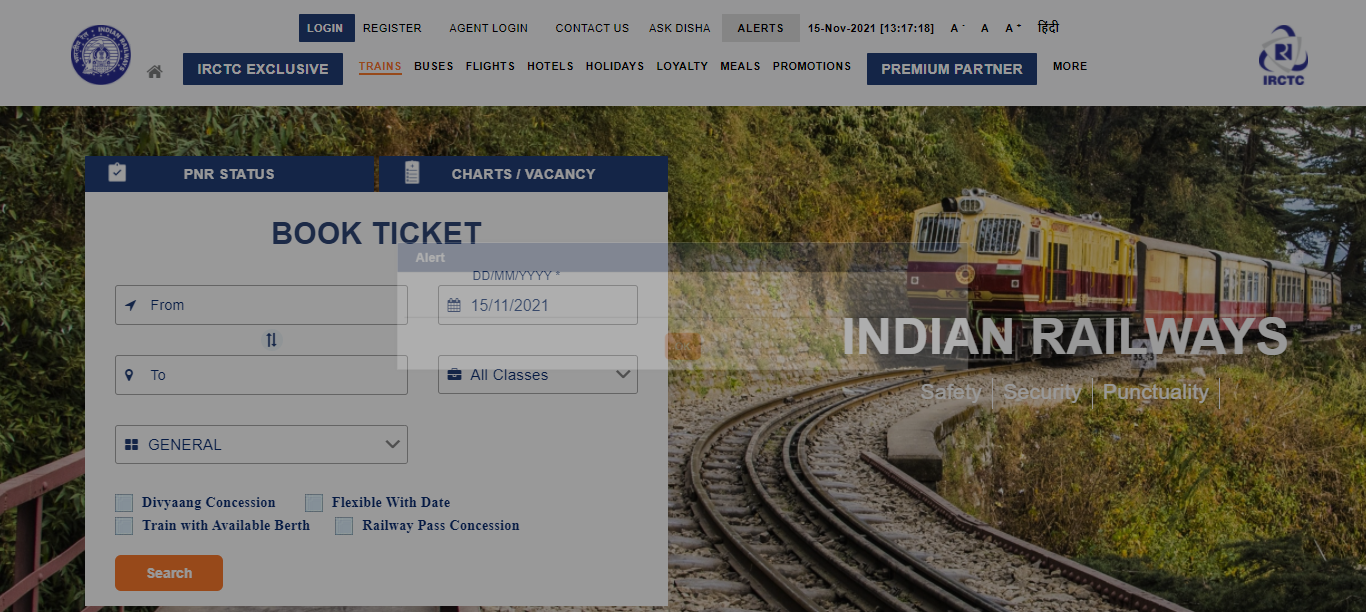 LOGIN REGISTER AGENT LOGIN CONTACT US ASK DISHA ALERTS 15-Nov-2021 [13:17:18] A- A A+ हिंदी
INDIAN RAILWAYS
IRCTC EXCLUSIVE TRAINS BUSES FLIGHTS HOTELS HOLIDAYS LOYALTY MEALS PROMOTIONS PREMIUM PARTNER MORE
IRCTC
PNR STATUS CHARTS / VACANCY
BOOK TICKET
Alert
DD/MM/YYYY *
From 15/11/2021
INDIAN RAILWAYS
To All Classes
Safety | Security | Punctuality |
GENERAL
Divyaang Concession Flexible With Date
Train with Available Berth Railway Pass Concession
Search